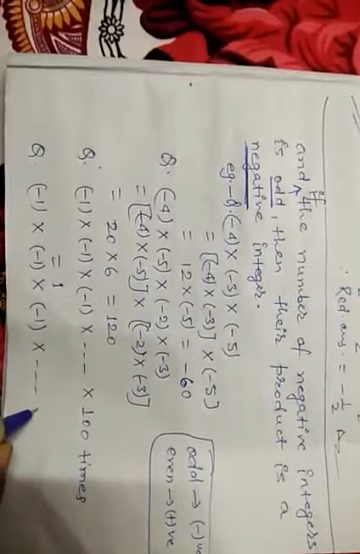 ∴ Req. ans. = -1/2 A
and if the number of negative integers
is odd, then their product is a
negative integer.
eg - Q. (-4) × (-3) × (-5)
= [(-4) × (-3)] × (-5)
= 12 × (-5) = -60
odd → (-)ve
even → (+)ve
Q. (-4) × (-5) × (-2) × (-3)
= [(-4) × (-5)] × [(-2) × (-3)]
= 20 × 6 = 120
Q. (-1) × (-1) × (-1) × ---- × 100 times
= 1
Q. (-1) × (-1) × (-1) × ----